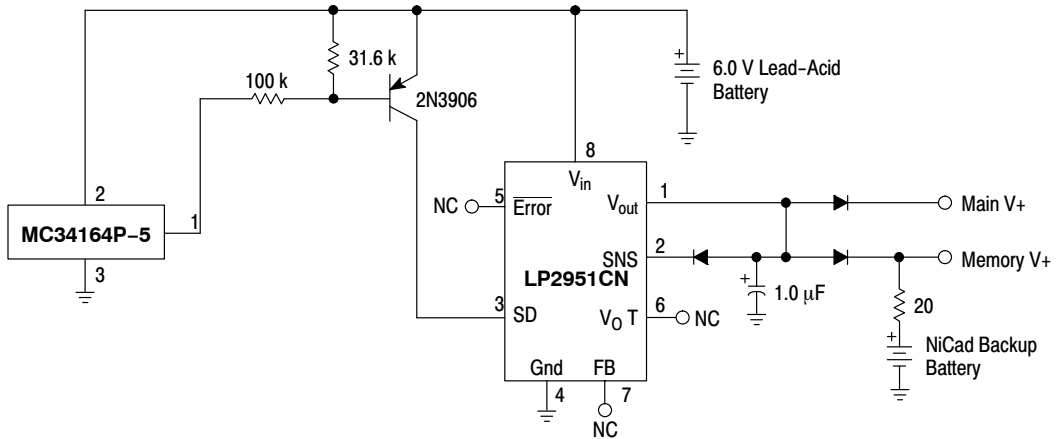 31.6 k
100 k
2N3906
6.0 V Lead-Acid
Battery
2
8
Vin
NC
5
Error
Vout
1
Main V+
MC34164P-5
1
SNS
2
Memory V+
LP2951CN
3
3
SD
1.0 μF
20
VO T
6
NC
NiCad Backup
Battery
Gnd
FB
4
7
NC